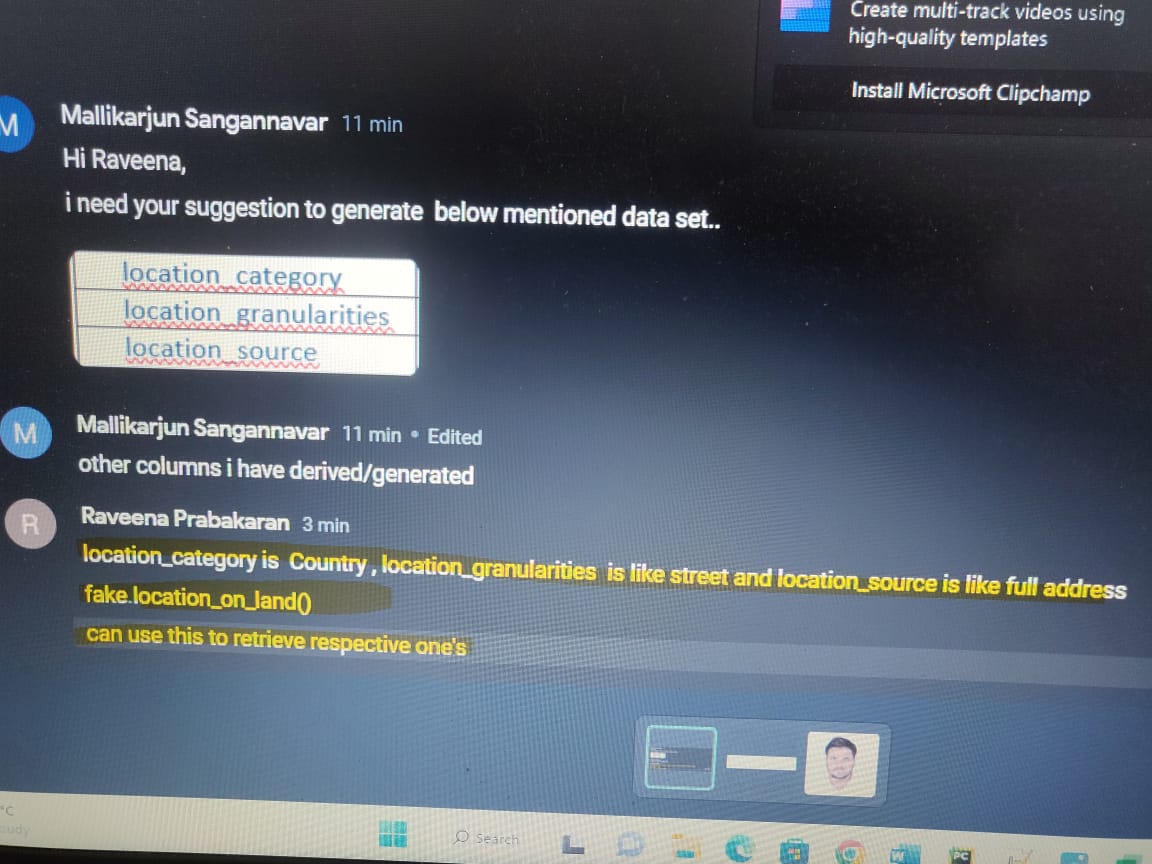 Create multi-track videos using
high-quality templates
Install Microsoft Clipchamp
M
Mallikarjun Sangannavar 11 min
Hi Raveena,
i need your suggestion to generate below mentioned data set..
location_category
location_granularities
location_source
M
Mallikarjun Sangannavar 11 min • Edited
other columns i have derived/generated
R
Raveena Prabakaran 3 min
location_category is Country , location_granularities is like street and location_source is like full address
fake.location_on_land()
can use this to retrieve respective one's
°C
Search
W
PC